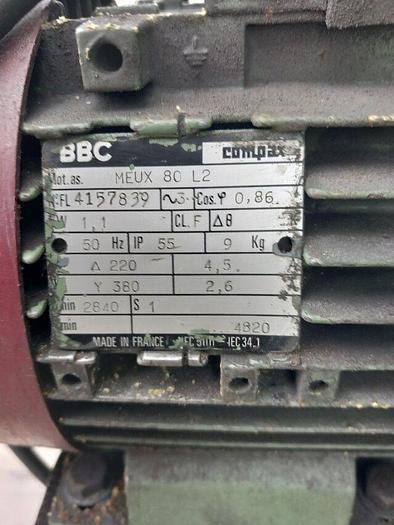 BBC compax
Mot.as. MEUX 80 L2
FL 4157839 ~3 Cos.φ 0,86
W 1,1 CL.F Δθ
50 Hz IP 55 9 Kg
Δ 220 4,5
Y 380 2,6
min 2840 S 1
min 4820
MADE IN FRANCE IEC34.1